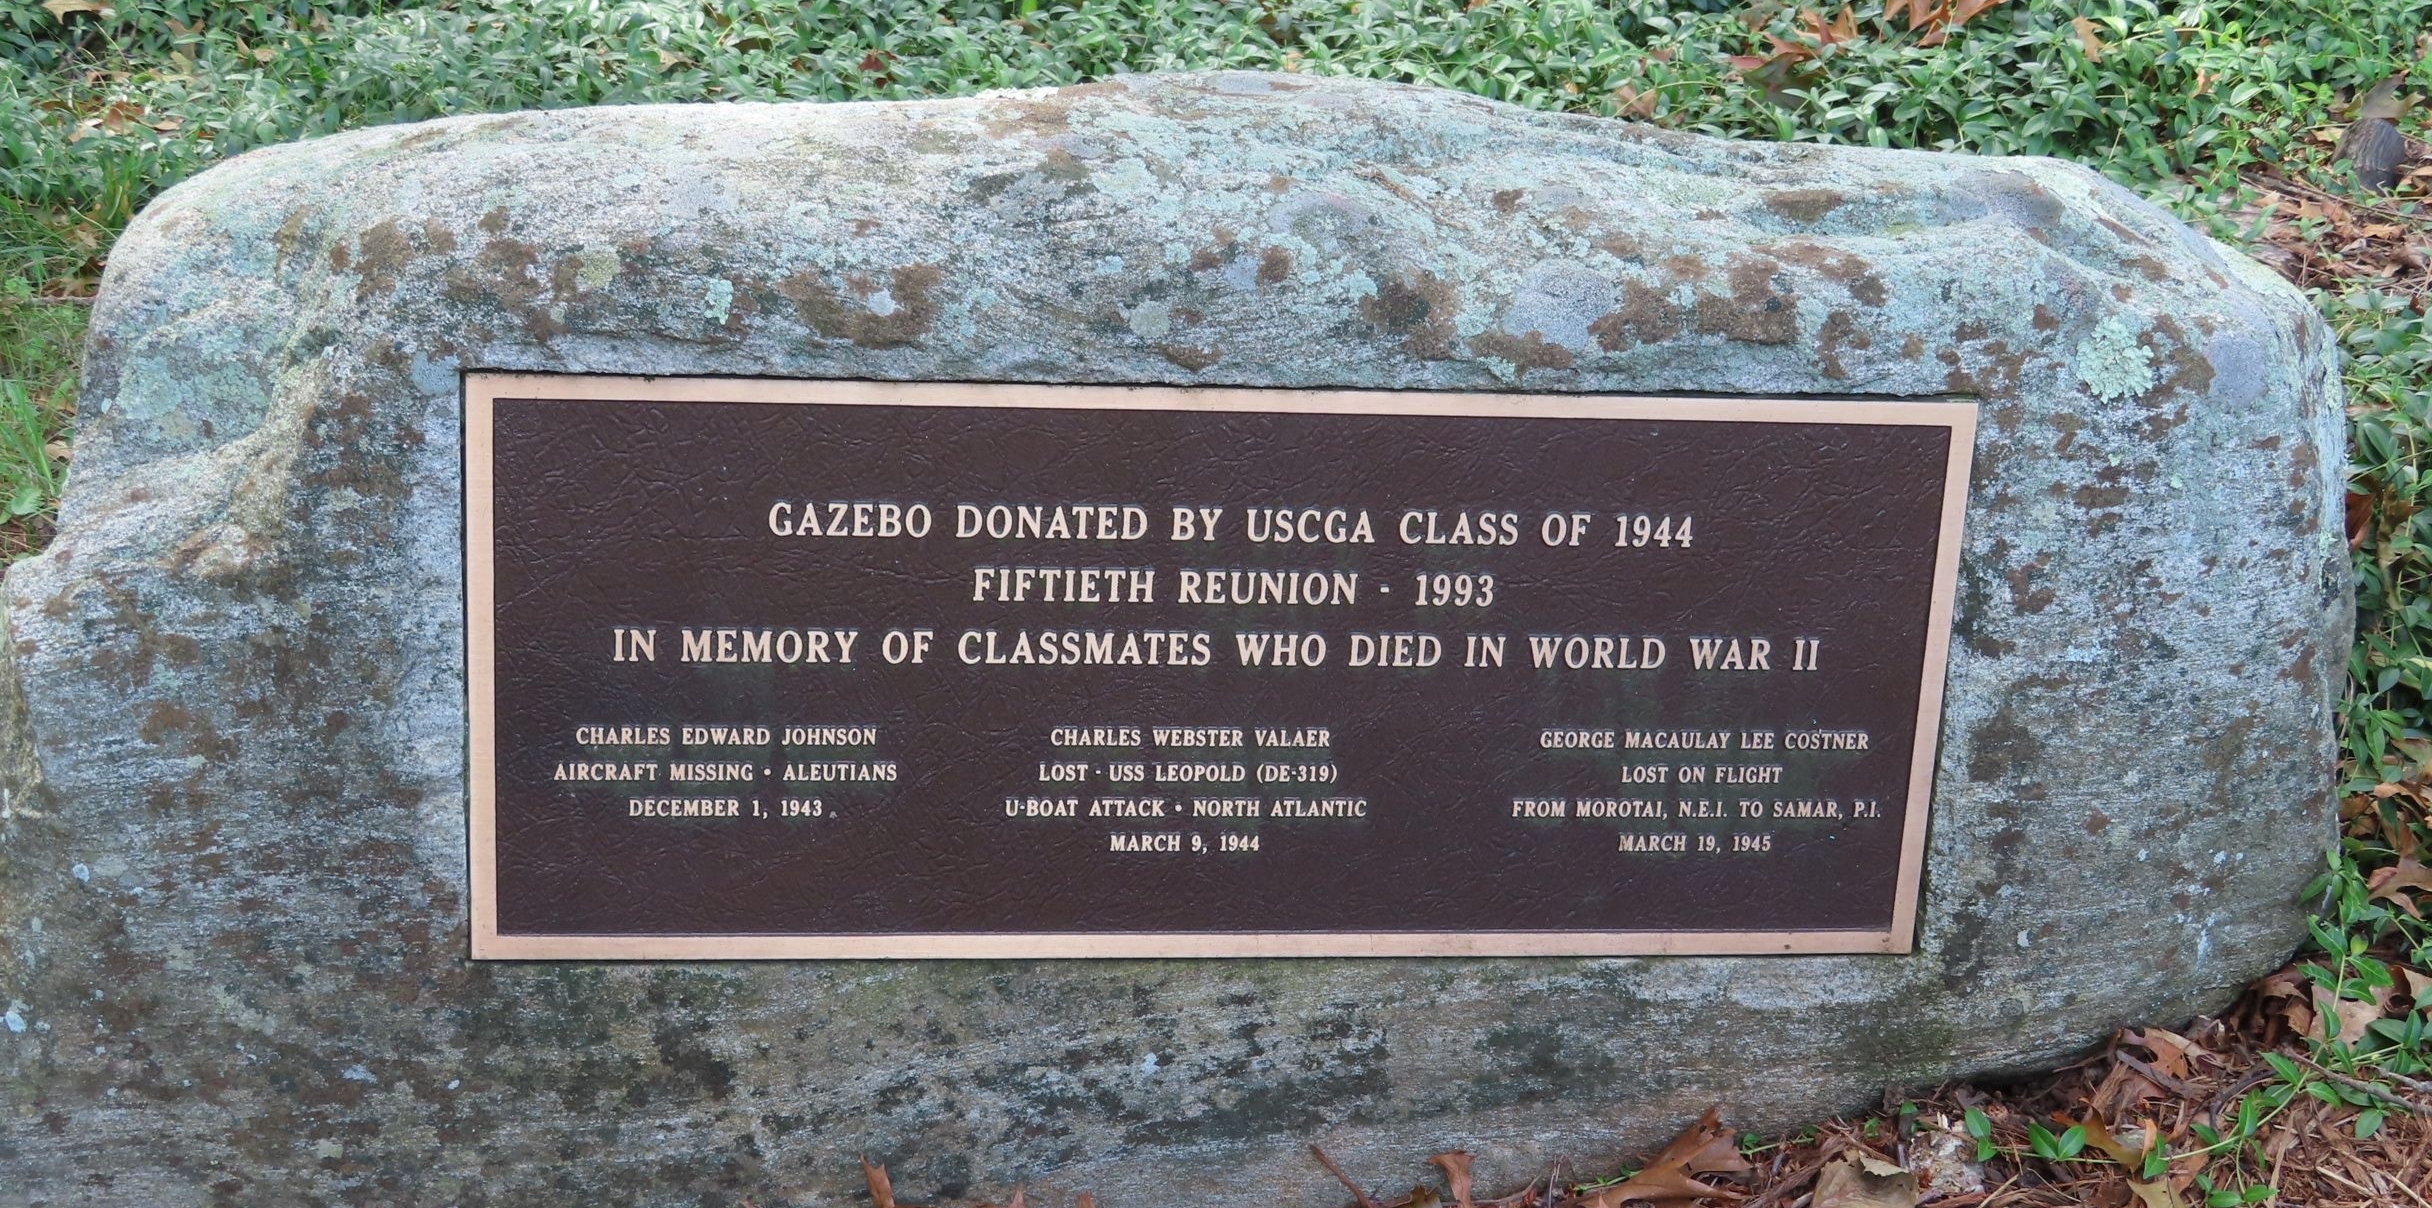 GAZEBO DONATED BY USCGA CLASS OF 1944
FIFTIETH REUNION - 1993
IN MEMORY OF CLASSMATES WHO DIED IN WORLD WAR II
CHARLES EDWARD JOHNSON
AIRCRAFT MISSING • ALEUTIANS
DECEMBER 1, 1943
CHARLES WEBSTER VALAER
LOST - USS LEOPOLD (DE-319)
U-BOAT ATTACK • NORTH ATLANTIC
MARCH 9, 1944
GEORGE MACAULAY LEE COSTNER
LOST ON FLIGHT
FROM MOROTAI, N.E.I. TO SAMAR, P.I.
MARCH 19, 1945